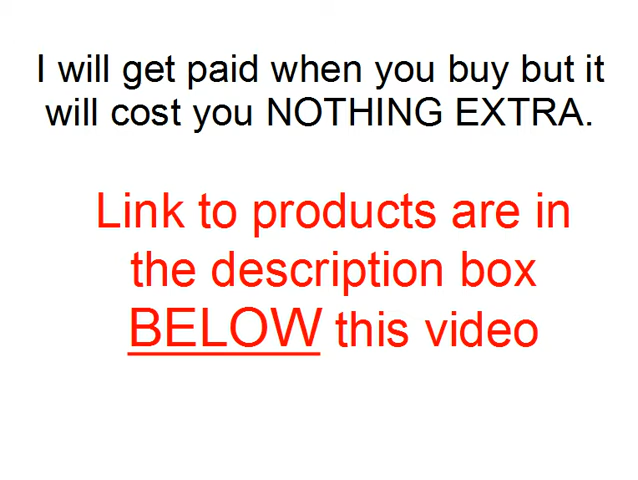 I will get paid when you buy but it
will cost you NOTHING EXTRA.
Link to products are in
the description box
BELOW this video